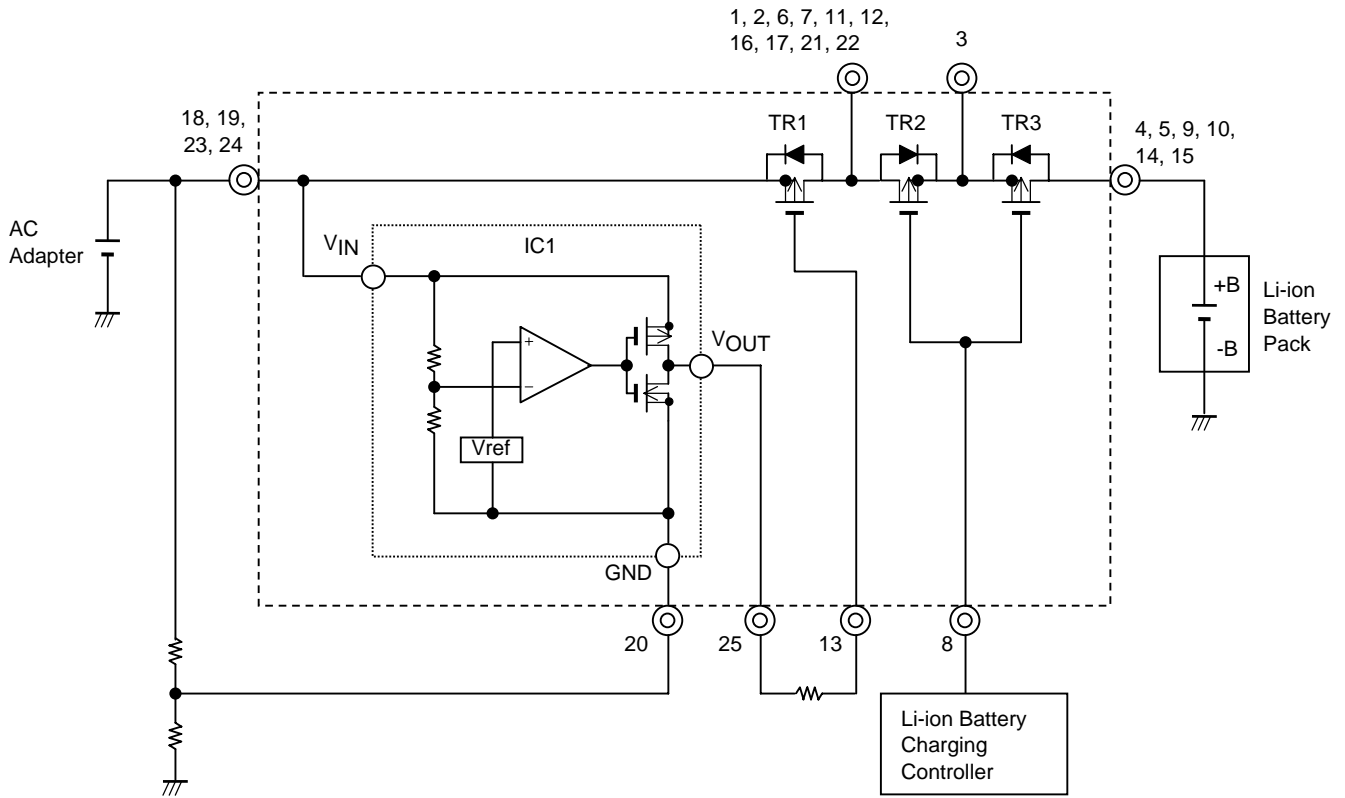 1, 2, 6, 7, 11, 12,
16, 17, 21, 22
3
18, 19,
23, 24
TR1
TR2
TR3
4, 5, 9, 10,
14, 15
AC
Adapter
VIN
IC1
+
−
Vref
VOUT
GND
+B
-B
Li-ion
Battery
Pack
20
25
13
8
Li-ion Battery
Charging
Controller